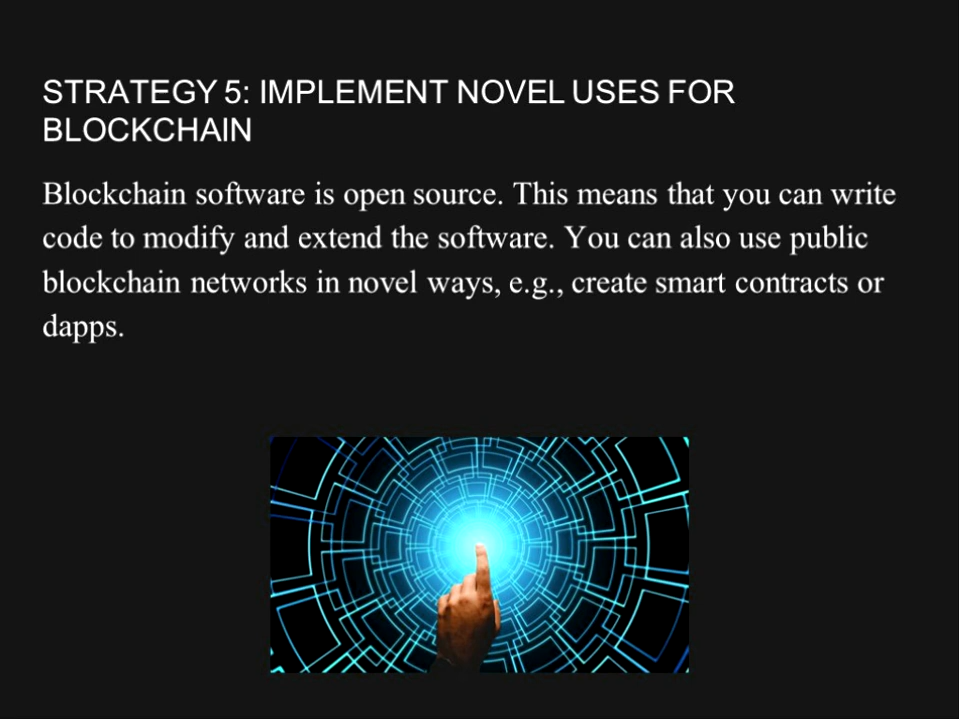 STRATEGY 5: IMPLEMENT NOVEL USES FOR
BLOCKCHAIN
Blockchain software is open source. This means that you can write
code to modify and extend the software. You can also use public
blockchain networks in novel ways, e.g., create smart contracts or
dapps.